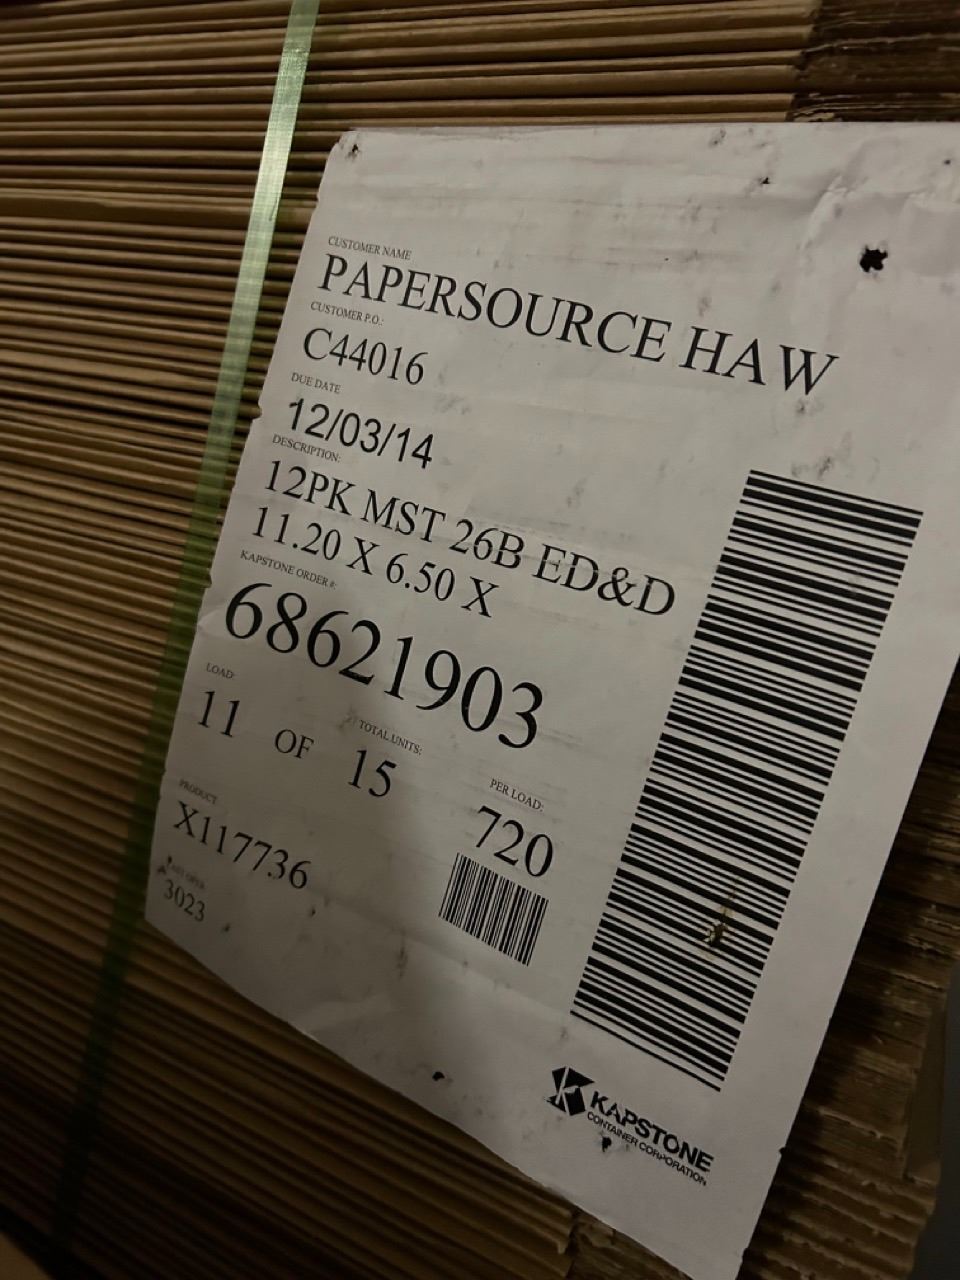 CUSTOMER NAME
PAPERSOURCE HAW
CUSTOMER P.O.:
C44016
DUE DATE
12/03/14
DESCRIPTION:
12PK MST 26B ED&D
11.20 X 6.50 X
KAPSTONE ORDER #:
68621903
LOAD:
11 OF 15
TOTAL UNITS:
PER LOAD:
720
PRODUCT
X117736
LAST OPER
3023
KAPSTONE
CONTAINER CORPORATION